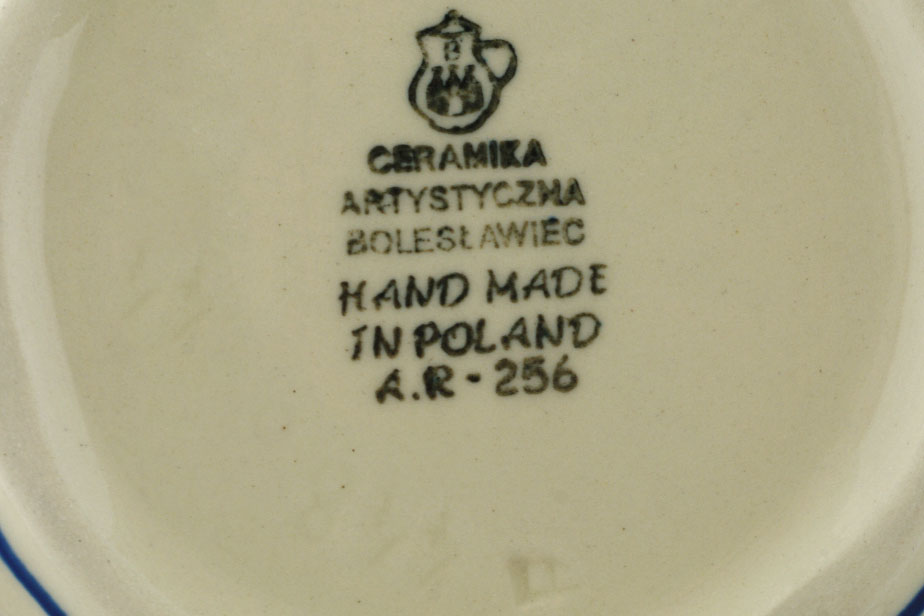 B
CERAMIKA
ARTYSTYCZNA
BOLESŁAWIEC
HAND MADE
IN POLAND
A.R - 256